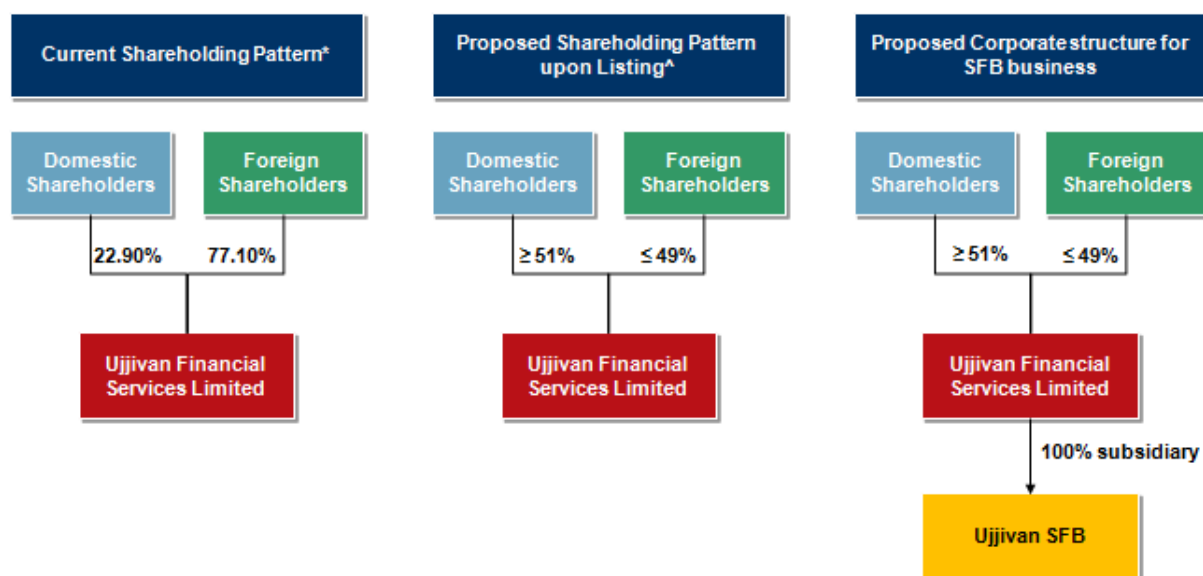 Current Shareholding Pattern*
Domestic
Shareholders
Foreign
Shareholders
22.90%
77.10%
Ujjivan Financial
Services Limited
Proposed Shareholding Pattern
upon Listing^
Domestic
Shareholders
Foreign
Shareholders
≥ 51%
≤ 49%
Ujjivan Financial
Services Limited
Proposed Corporate structure for
SFB business
Domestic
Shareholders
Foreign
Shareholders
≥ 51%
≤ 49%
Ujjivan Financial
Services Limited
100% subsidiary
Ujjivan SFB